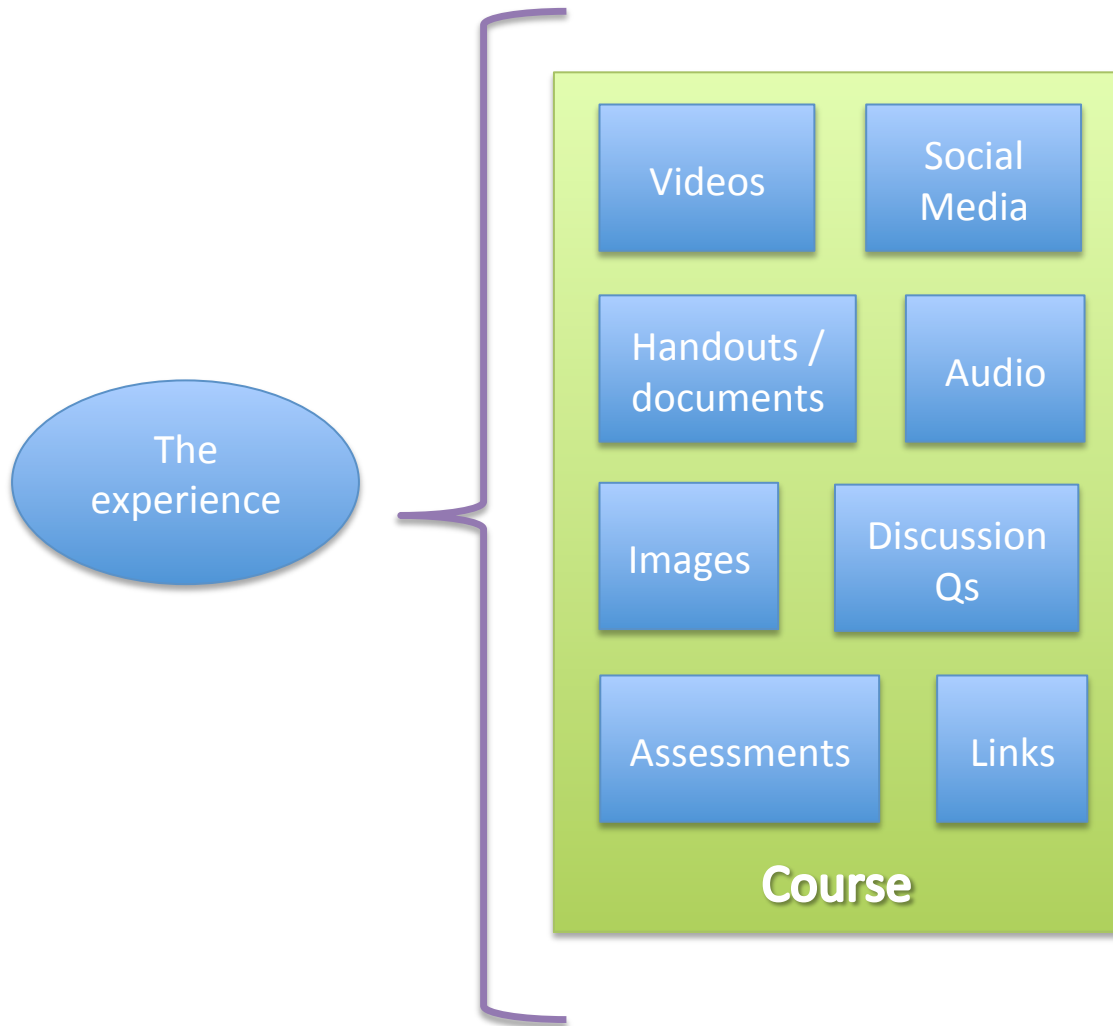 The
experience
Videos
Social
Media
Handouts /
documents
Audio
Images
Discussion
Qs
Assessments
Links
Course